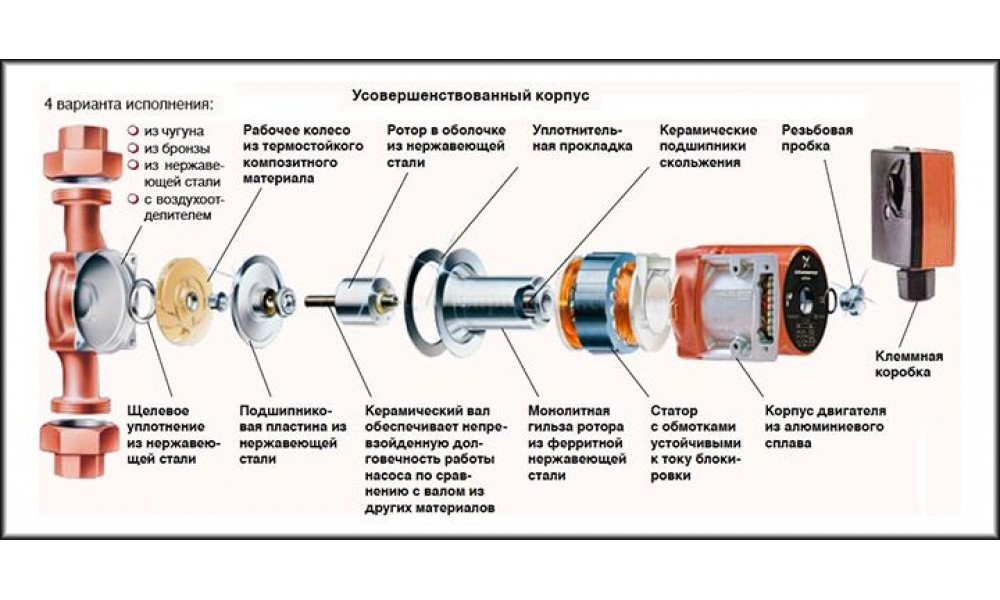 Усовершенствованный корпус
4 варианта исполнения:
из чугуна
из бронзы
из нержаве-
ющей стали
с воздухоот-
делителем
Рабочее колесо
из термостойкого
композитного
материала
Ротор в оболочке
из нержавеющей
стали
Уплотнитель-
ная прокладка
Керамические
подшипники
скольжения
Резьбовая
пробка
Клеммная
коробка
Щелевое
уплотнение
из нержавею-
щей стали
Подшипнико-
вая пластина из
нержавеющей
стали
Керамический вал
обеспечивает непре-
взойденную дол-
говечность работы
насоса по срав-
нению с валом из
других материалов
Монолитная
гильза ротора
из ферритной
нержавеющей
стали
Статор
с обмотками
устойчивыми
к току блоки-
ровки
Корпус двигателя
из алюминиевого
сплава